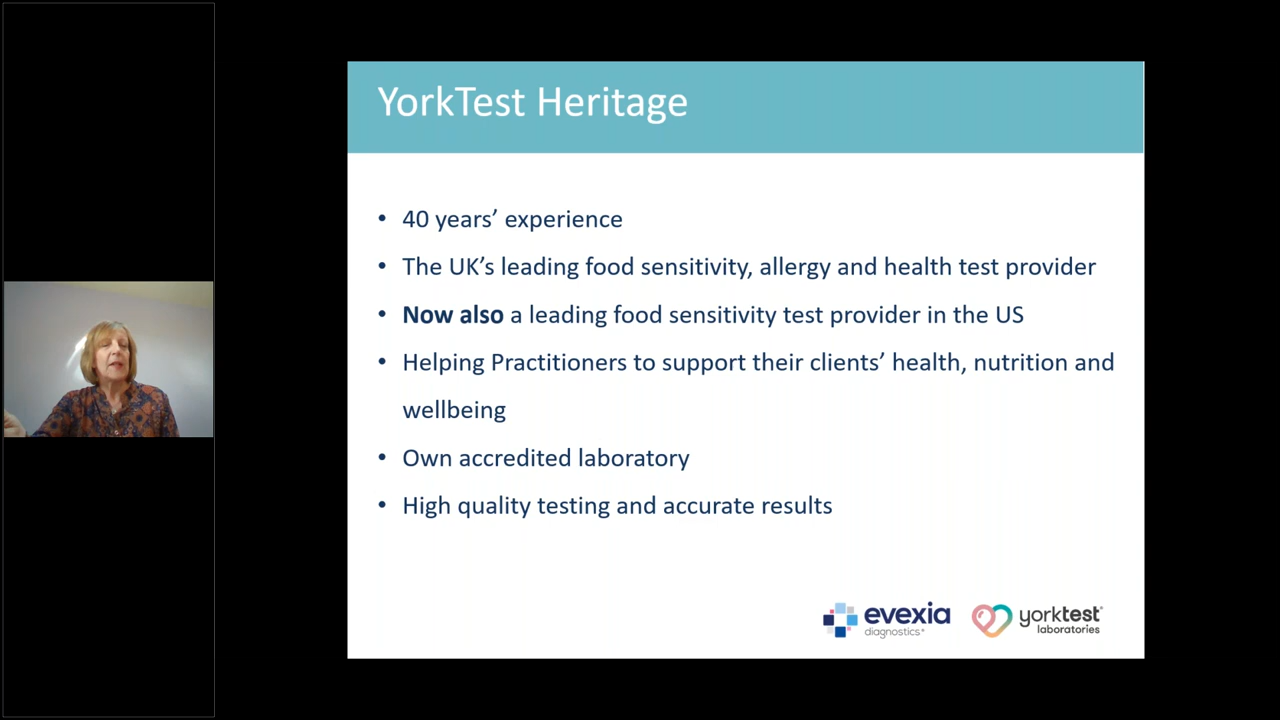 YorkTest Heritage
• 40 years’ experience
• The UK’s leading food sensitivity, allergy and health test provider
• Now also a leading food sensitivity test provider in the US
• Helping Practitioners to support their clients’ health, nutrition and
wellbeing
• Own accredited laboratory
• High quality testing and accurate results
evexia
diagnostics
yorktest
laboratories